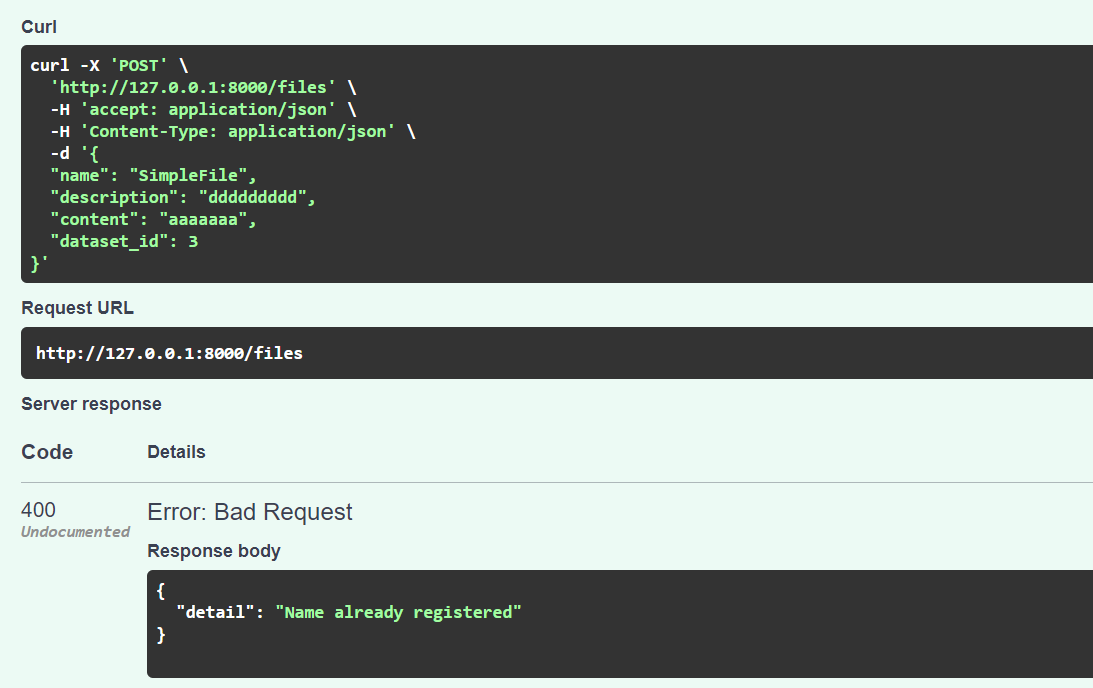 Curl
curl -X 'POST' \
  'http://127.0.0.1:8000/files' \
  -H 'accept: application/json' \
  -H 'Content-Type: application/json' \
  -d '{
  "name": "SimpleFile",
  "description": "ddddddddd",
  "content": "aaaaaaa",
  "dataset_id": 3
}'
Request URL
http://127.0.0.1:8000/files
Server response
Code Details
400 Error: Bad Request
Undocumented
Response body
{
  "detail": "Name already registered"
}